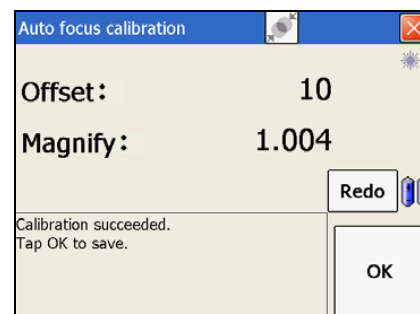 Auto focus calibration
Offset: 10
Magnify: 1.004
Redo
Calibration succeeded.
Tap OK to save.
OK